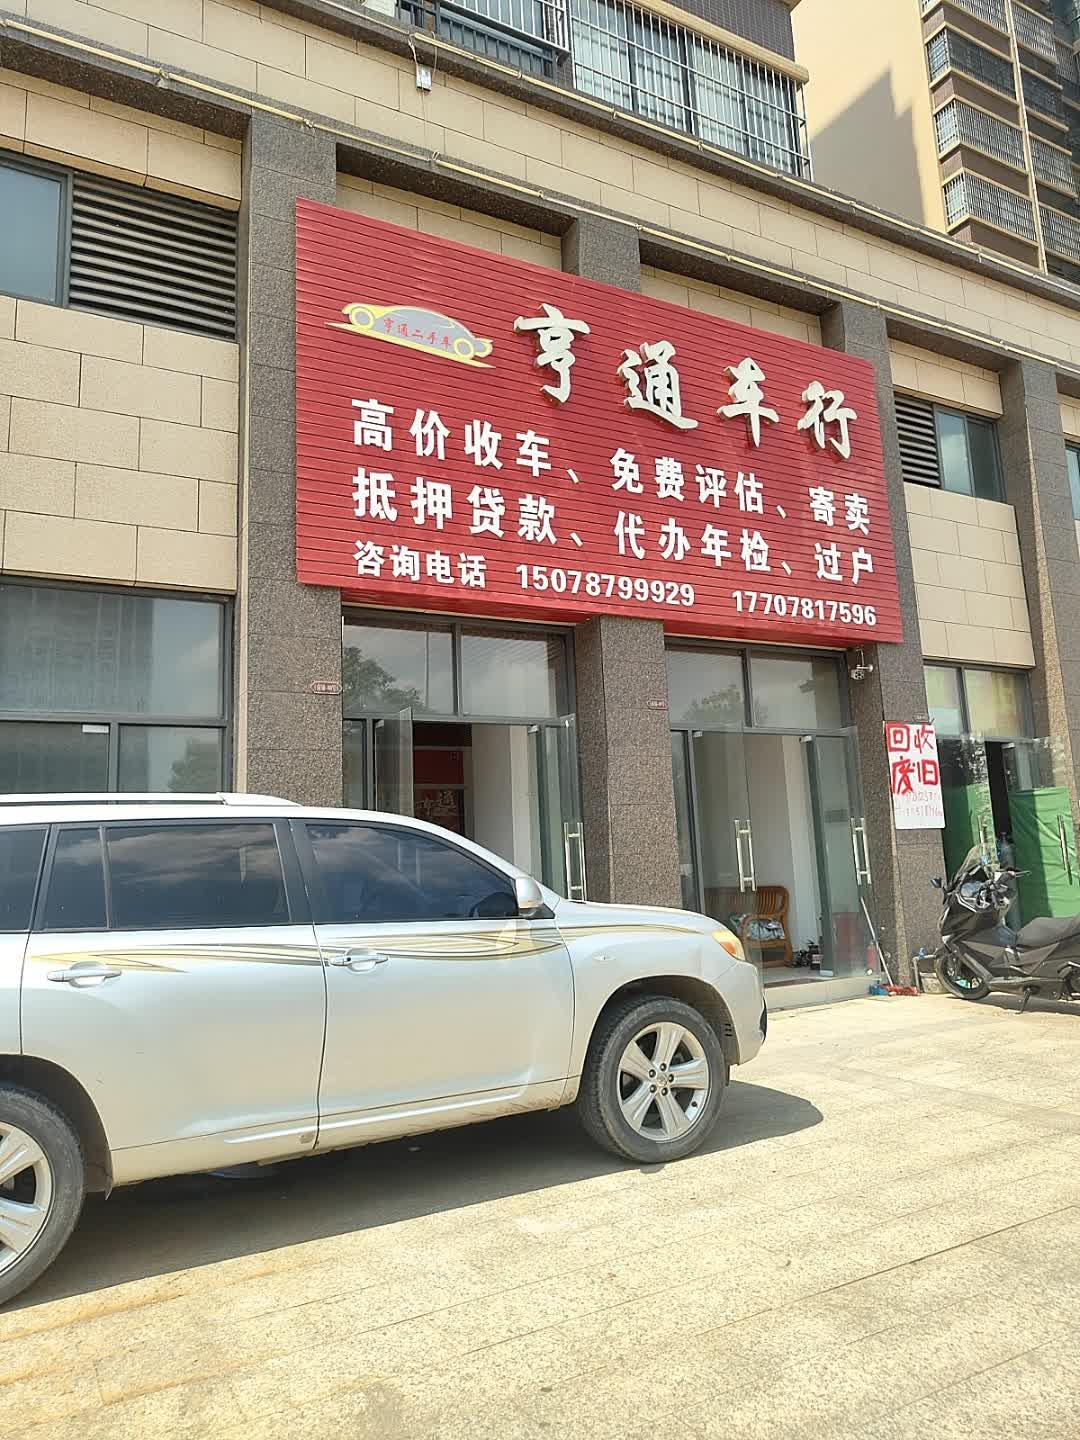 亨通二手车
亨通车行
高价收车、免费评估、寄卖
抵押贷款、代办年检、过户
咨询电话 15078799929 17707817596
亨通
回收
废旧